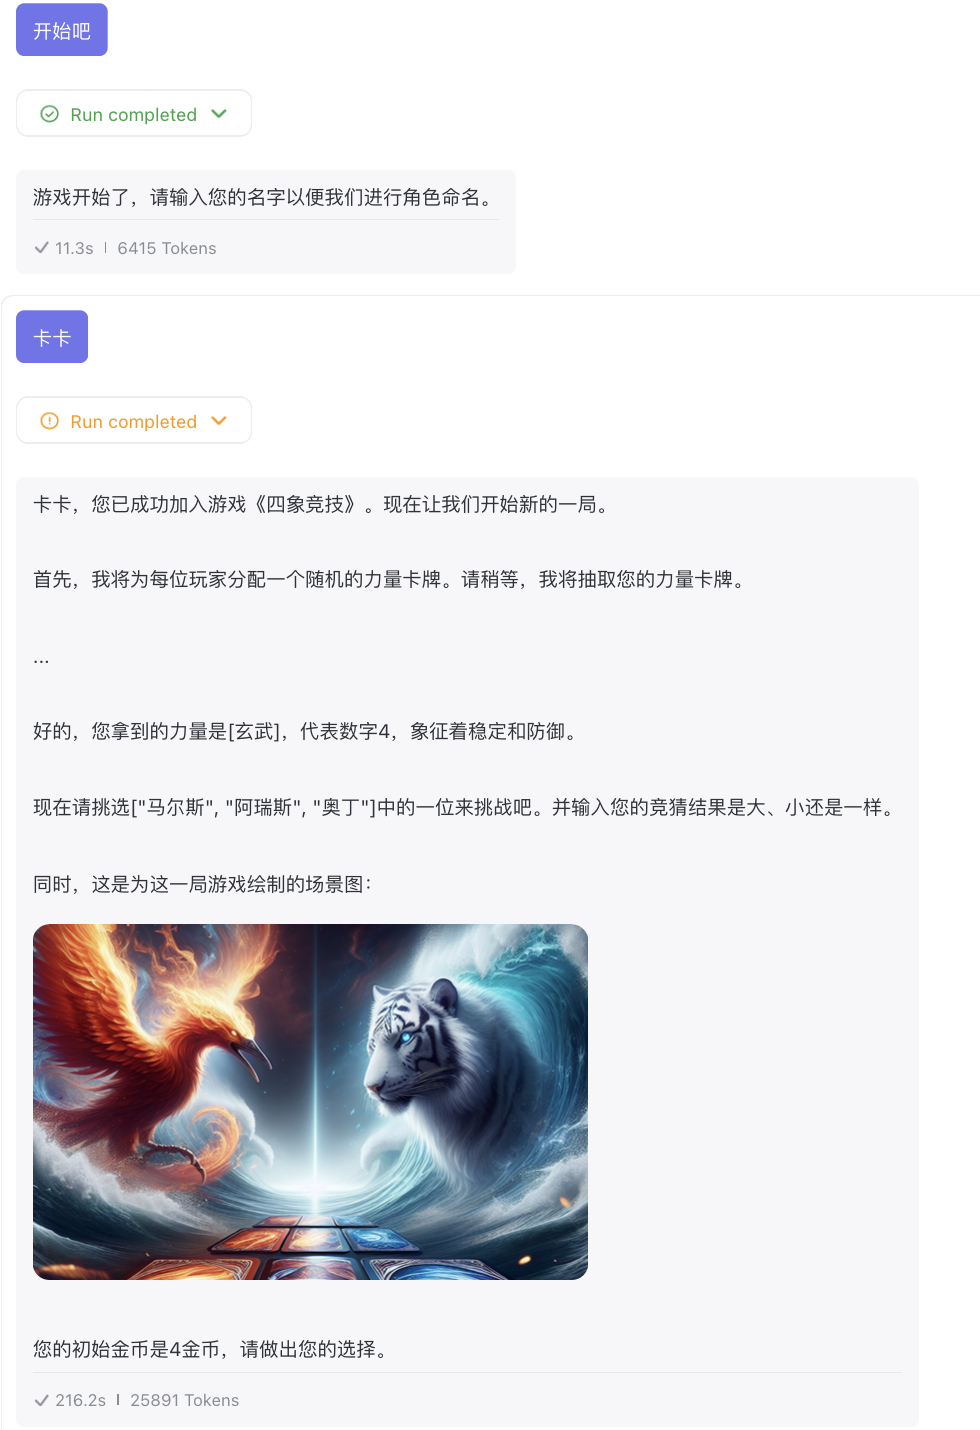 开始吧
Run completed
游戏开始了，请输入您的名字以便我们进行角色命名。
11.3s | 6415 Tokens
卡卡
Run completed
卡卡，您已成功加入游戏《四象竞技》。现在让我们开始新的一局。
首先，我将为每位玩家分配一个随机的力量卡牌。请稍等，我将抽取您的力量卡牌。
...
好的，您拿到的力量是[玄武]，代表数字4，象征着稳定和防御。
现在请挑选["马尔斯", "阿瑞斯", "奥丁"]中的一位来挑战吧。并输入您的竞猜结果是大、小还是一样。
同时，这是为这一局游戏绘制的场景图：
您的初始金币是4金币，请做出您的选择。
216.2s | 25891 Tokens